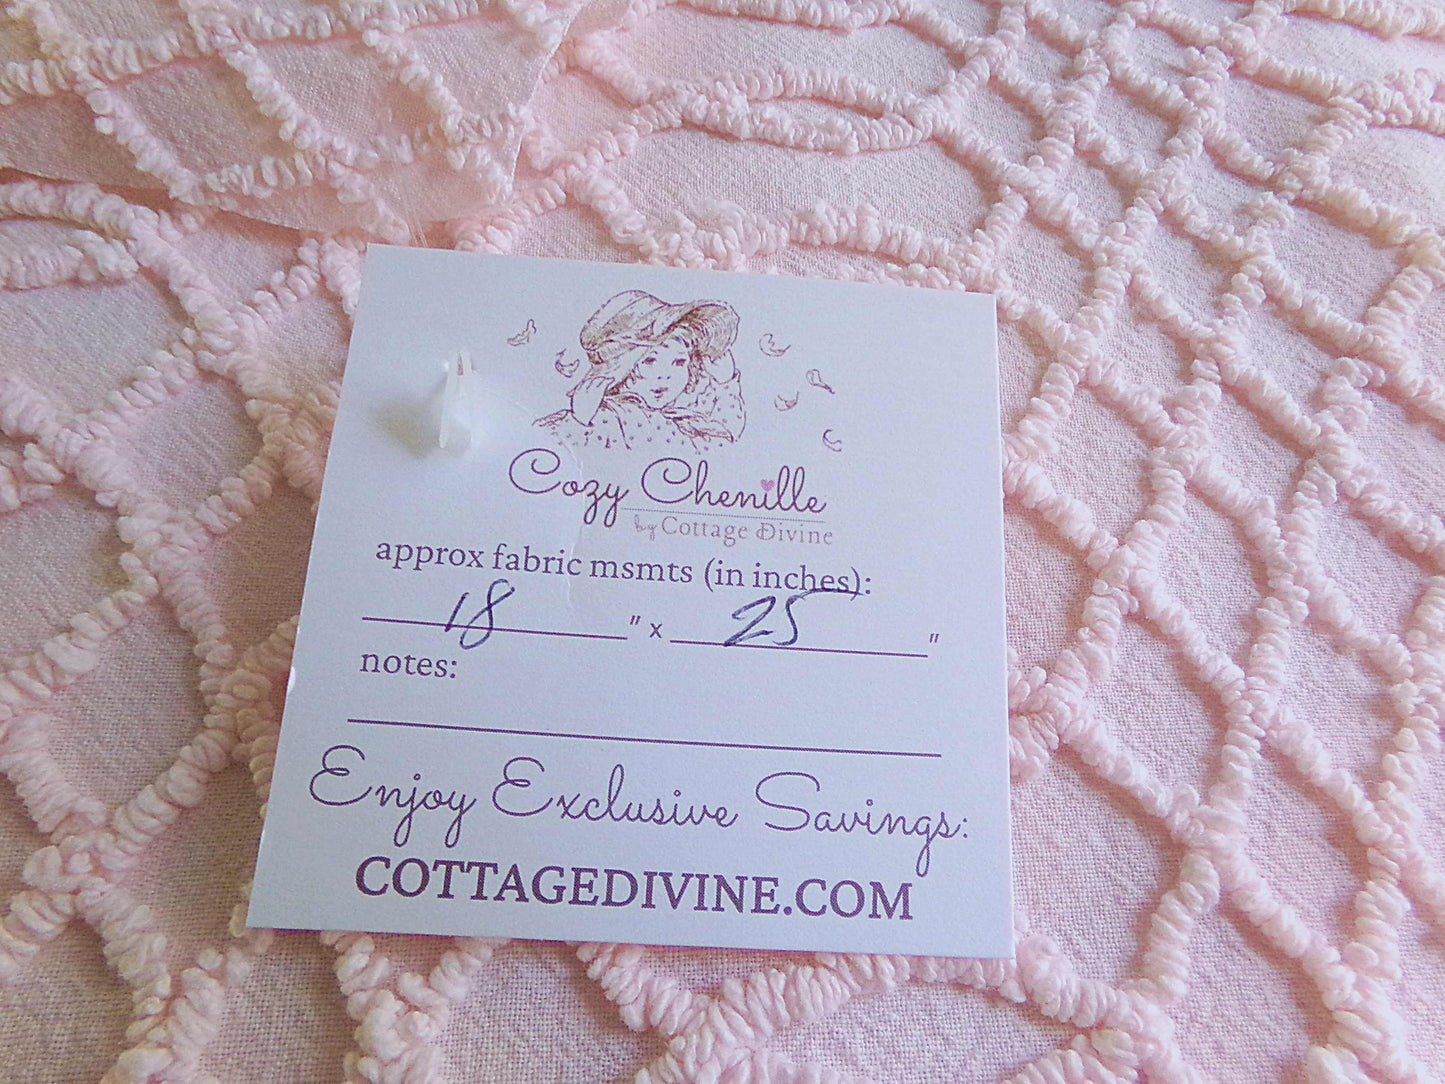 Cozy Chenille
by Cottage Divine
approx fabric msmts (in inches):
18 " x 25 "
notes:
Enjoy Exclusive Savings:
COTTAGEDIVINE.COM